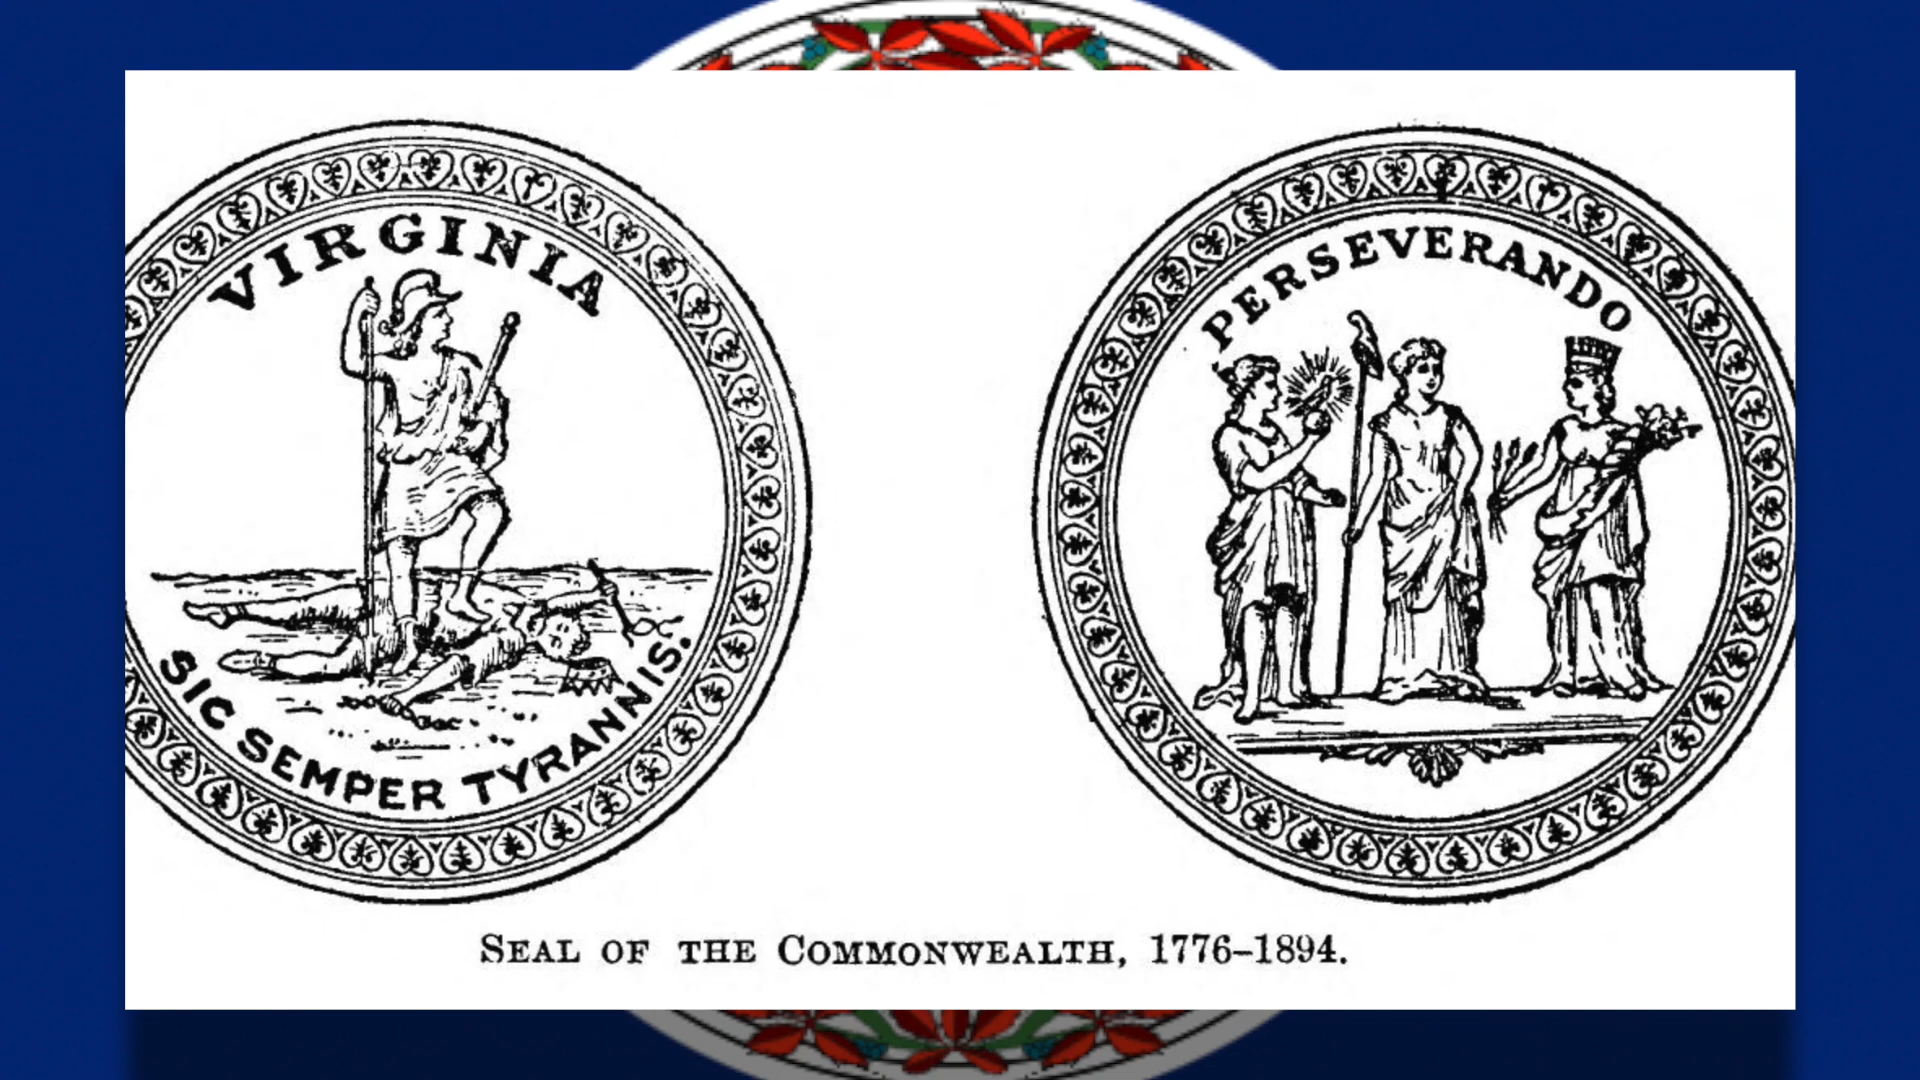 VIRGINIA
SIC SEMPER TYRANNIS.
PERSEVERANDO
SEAL OF THE COMMONWEALTH, 1776–1894.